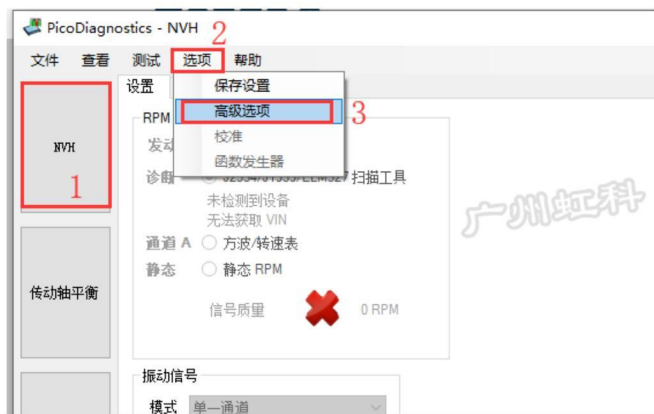 PicoDiagnostics - NVH
2
文件 查看 测试 选项 帮助
设置
保存设置
高级选项
3
校准
函数发生器
RPM
NVH
1
诊断
J2534/J1939/ELM327 扫描工具
未检测到设备
无法获取 VIN
通道 A 方波/转速表
静态 静态 RPM
信号质量 0 RPM
广州虹科
传动轴平衡
振动信号
模式 单一通道